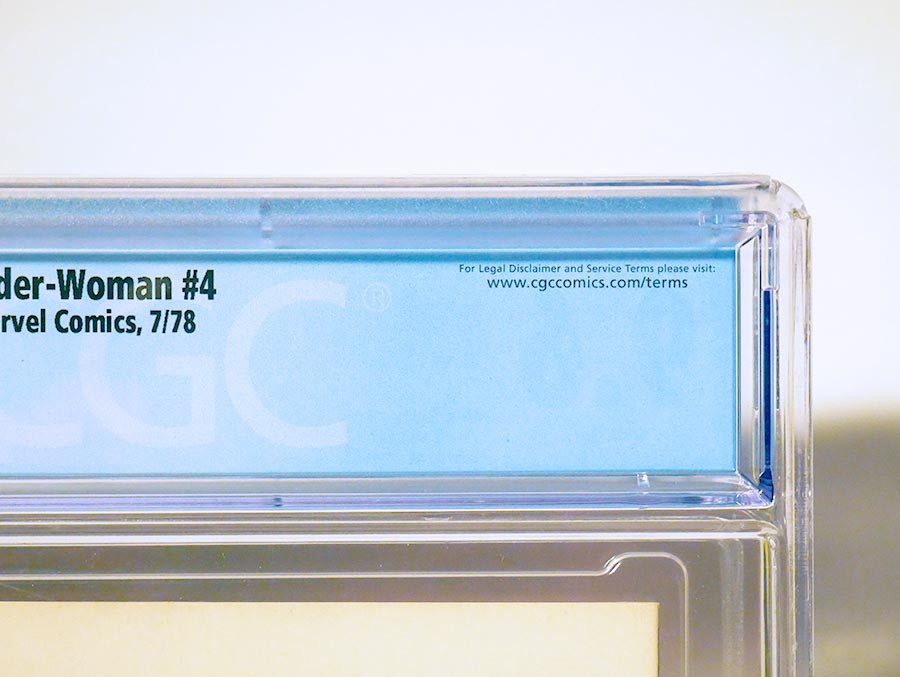 der-Woman #4
rvel Comics, 7/78
For Legal Disclaimer and Service Terms please visit:
www.cgccomics.com/terms
CGC®